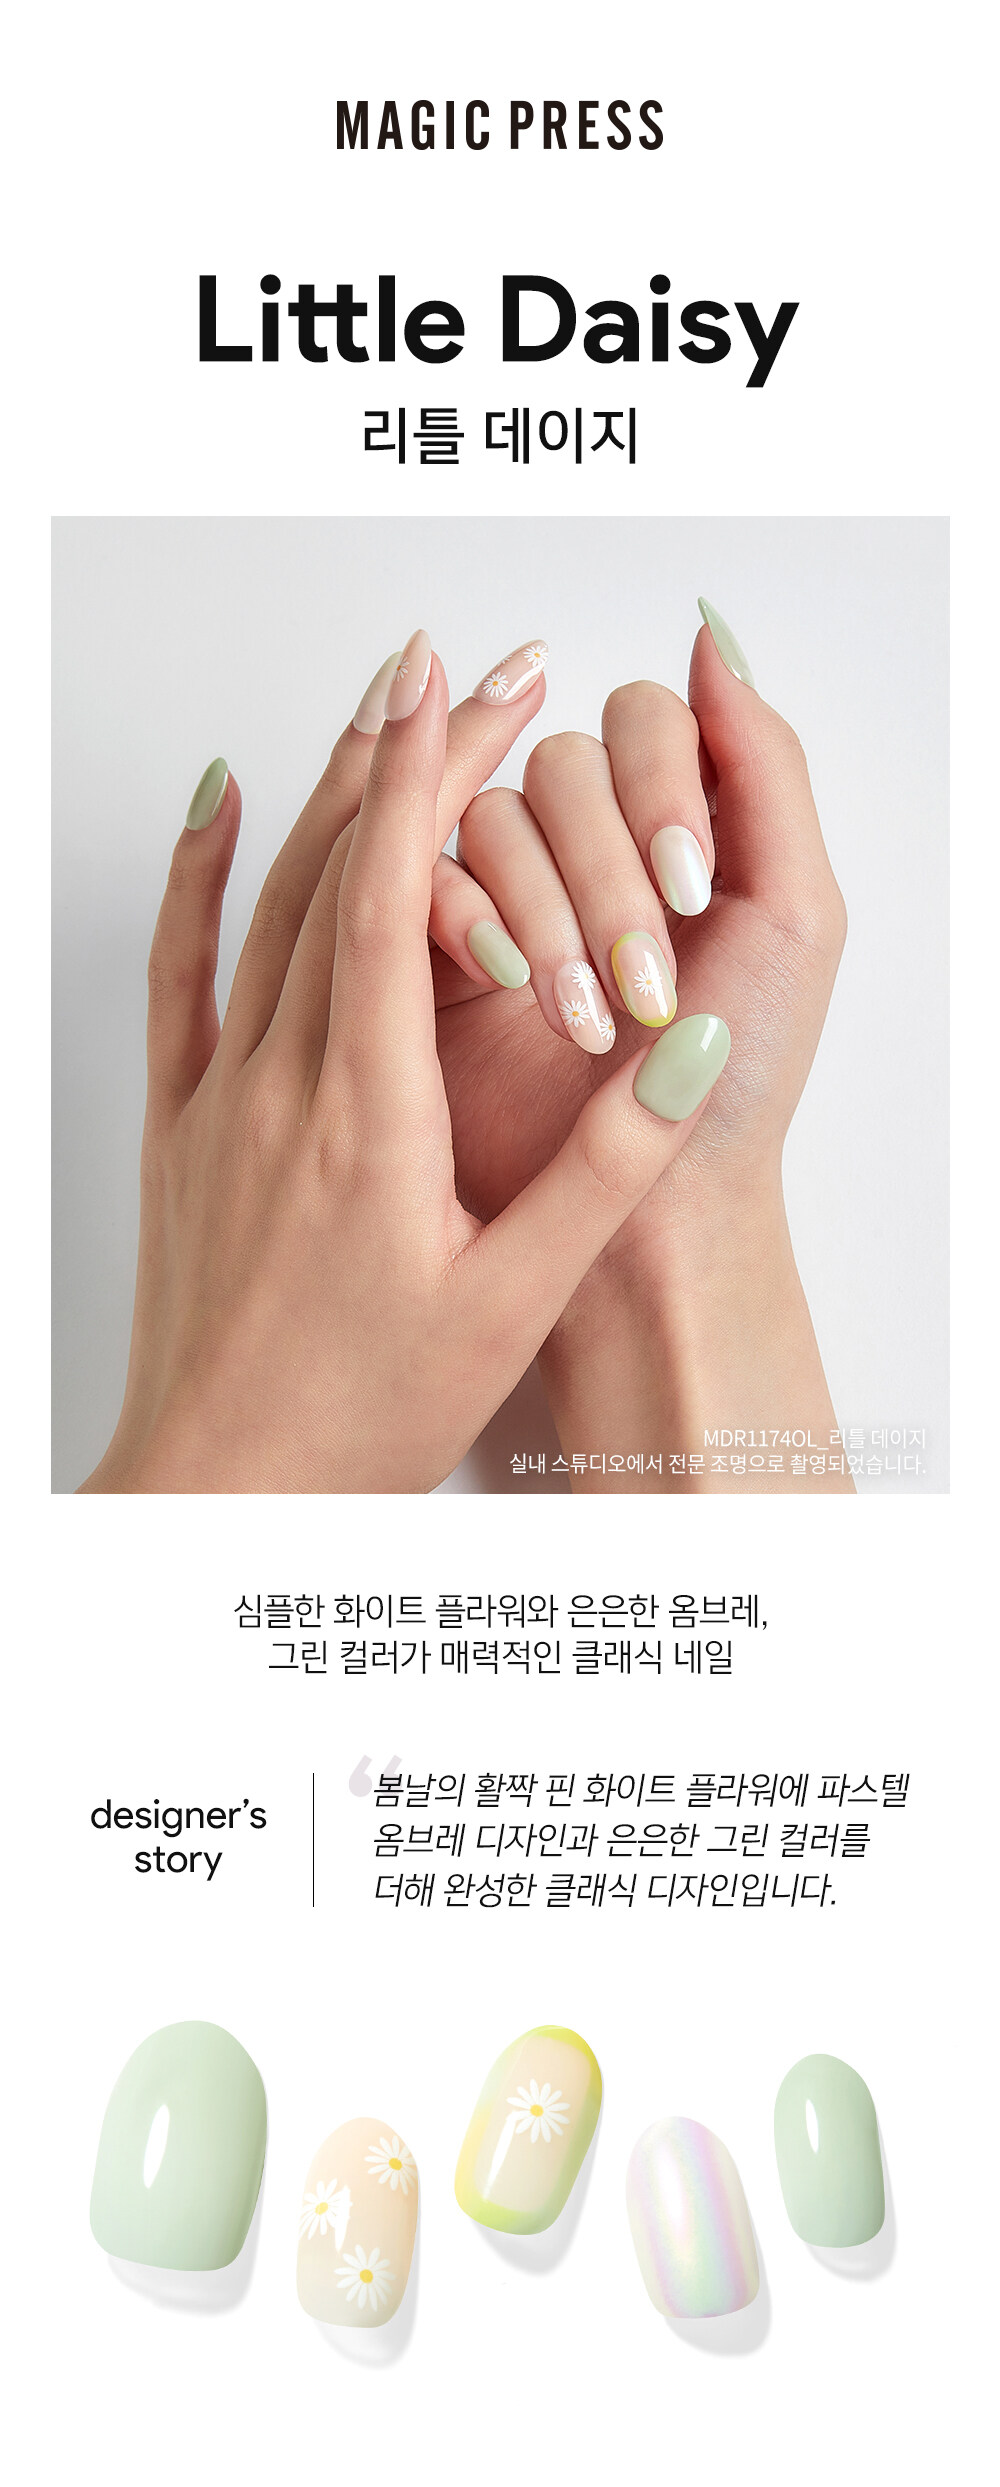 MAGIC PRESS
Little Daisy
리틀 데이지
MDR1174OL_리틀 데이지
실내 스튜디오에서 전문 조명으로 촬영되었습니다.
심플한 화이트 플라워와 은은한 옴브레,
그린 컬러가 매력적인 클래식 네일
designer’s
story
“봄날의 활짝 핀 화이트 플라워에 파스텔
옴브레 디자인과 은은한 그린 컬러를
더해 완성한 클래식 디자인입니다.